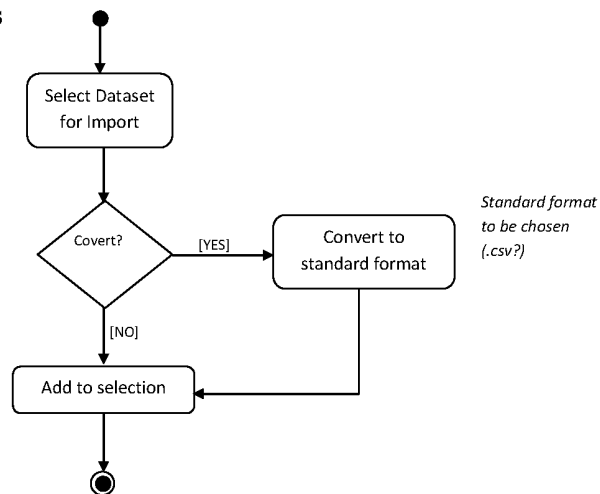 Select Dataset
for Import
Covert?
[YES]
Convert to
standard format
Standard format
to be chosen
(.csv?)
[NO]
Add to selection